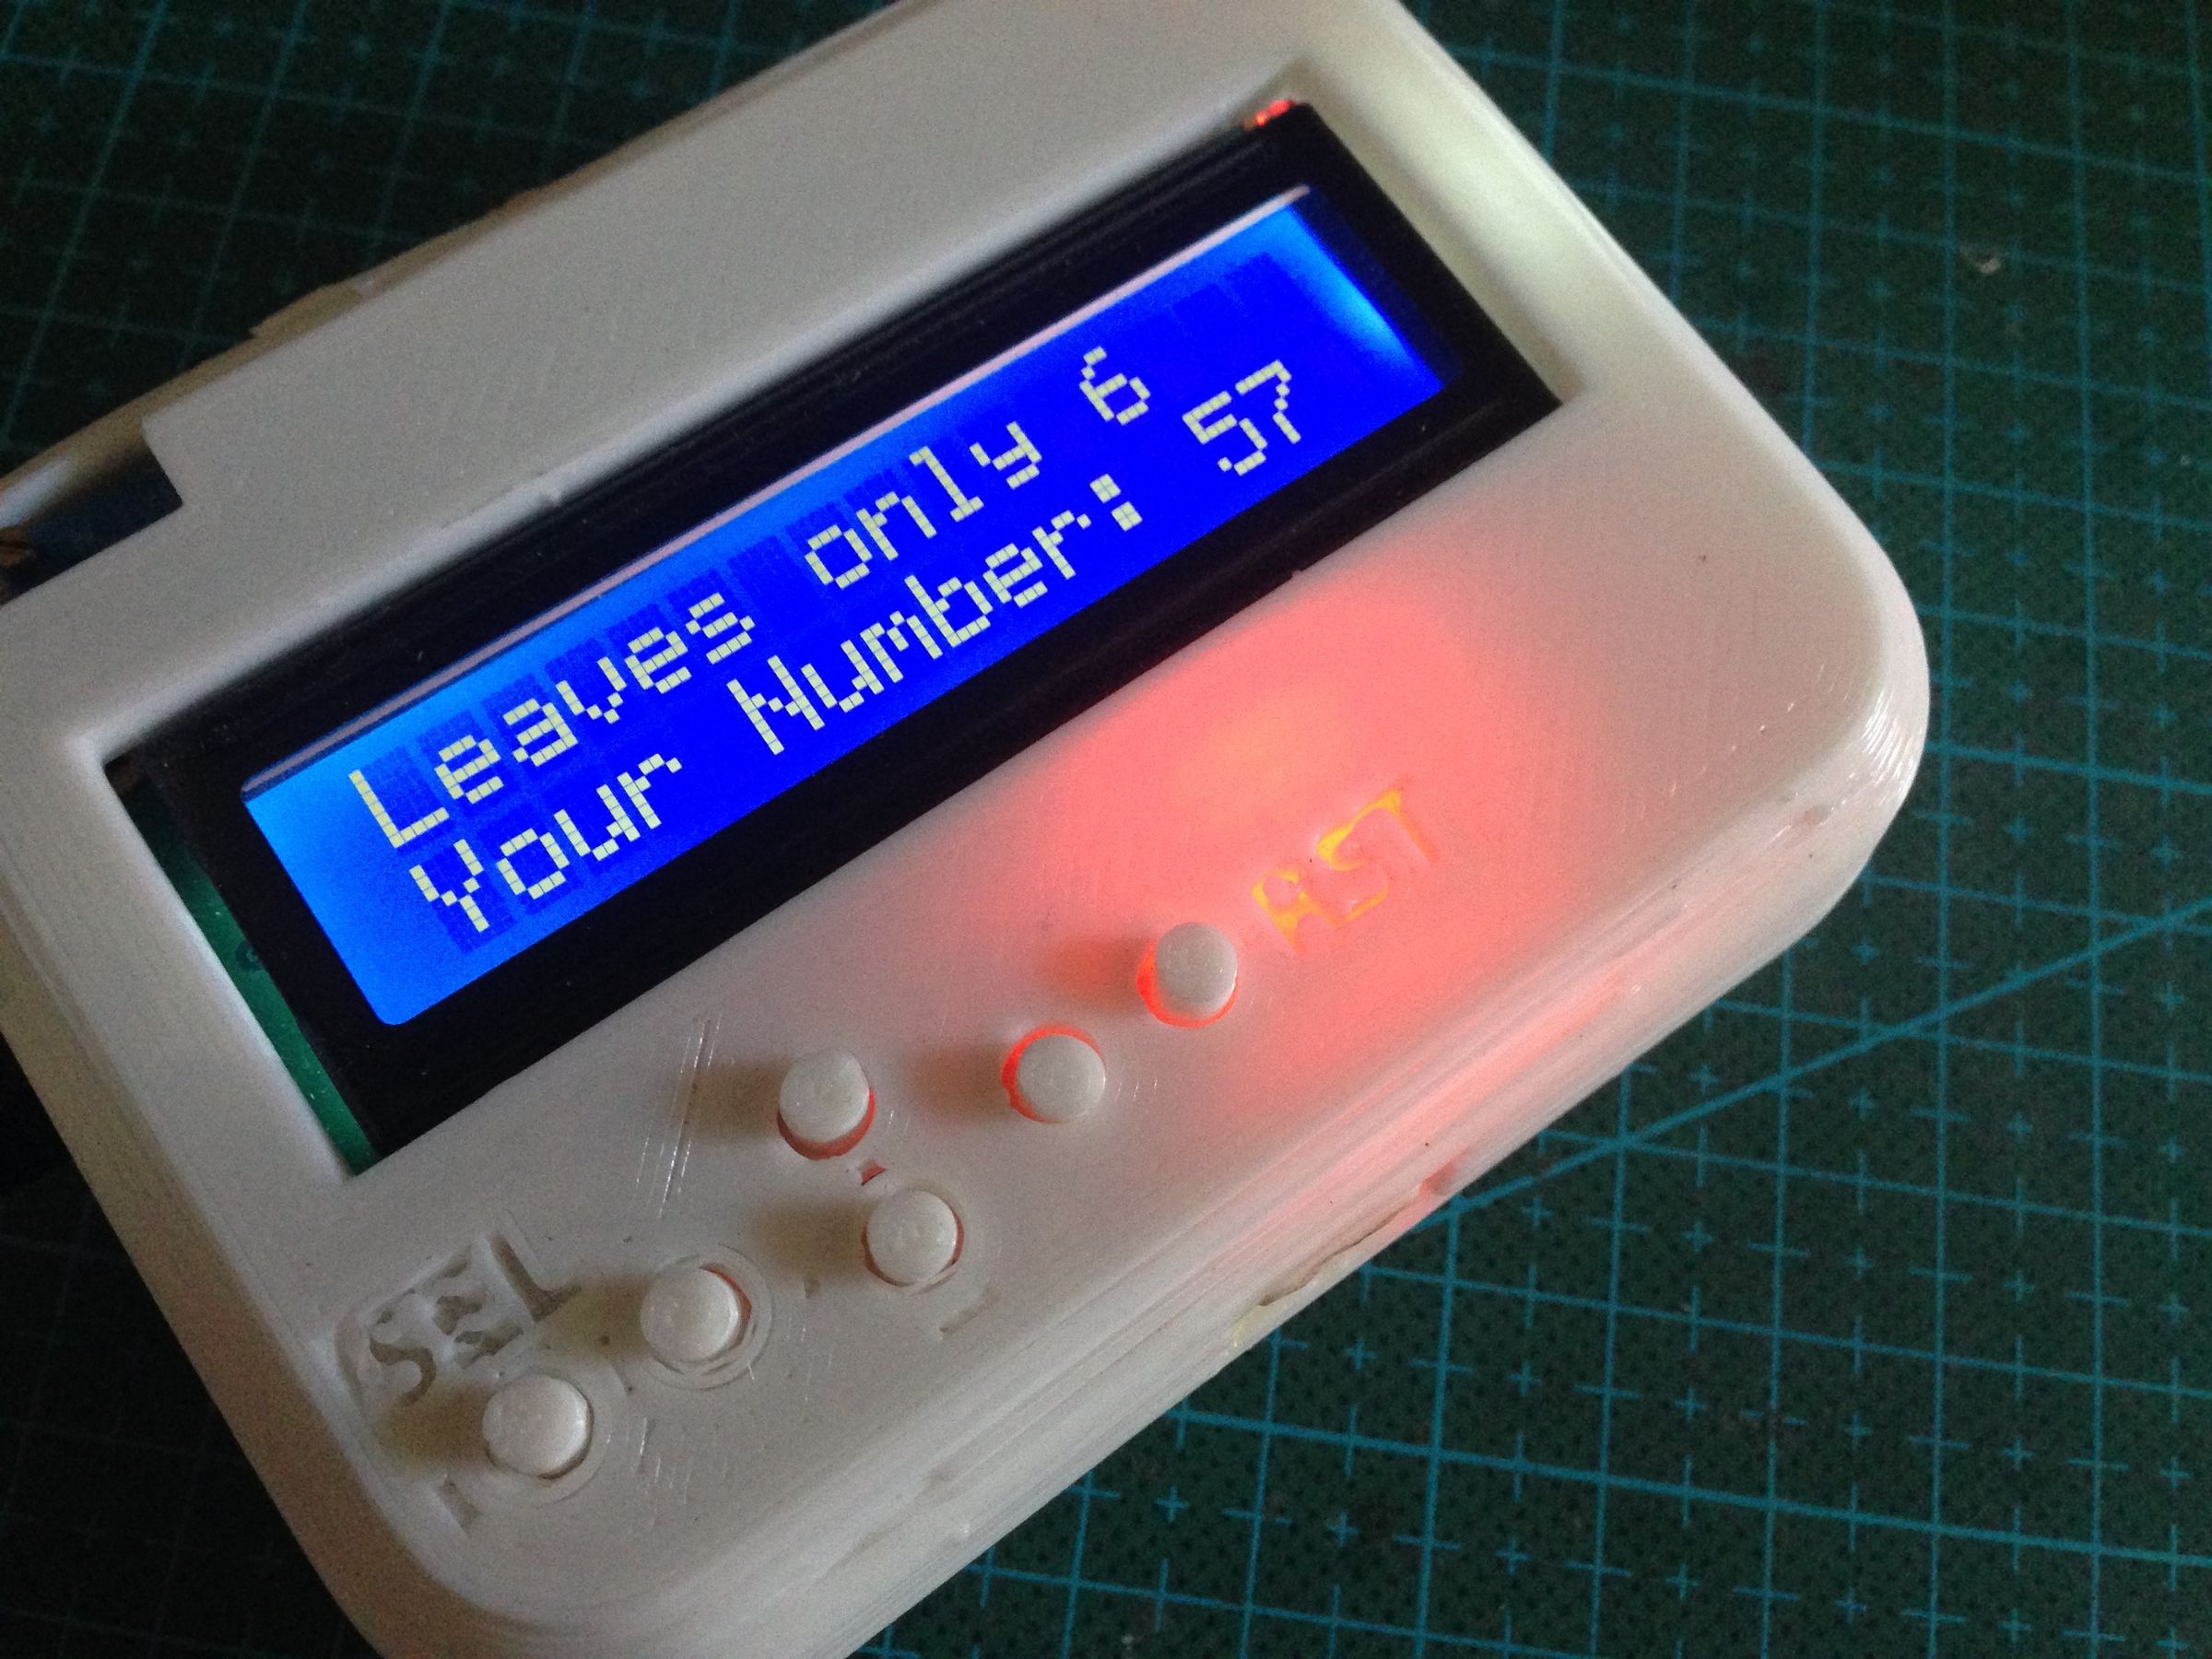 Leaves only 6
Your Number: 57
RST
SEL